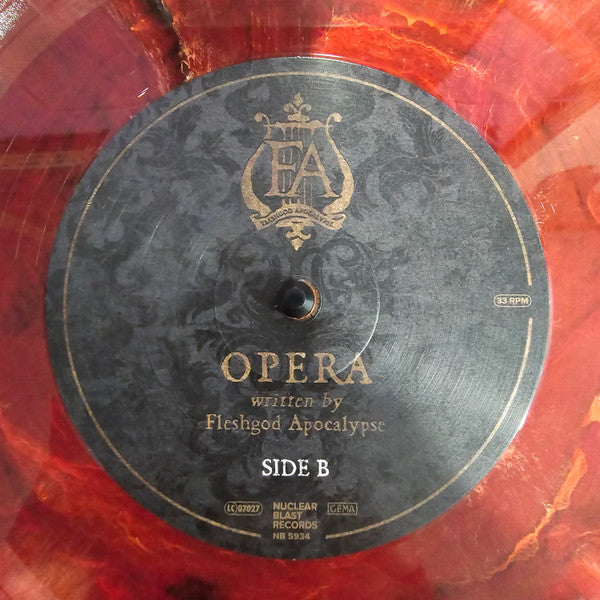 FA
FLESHGOD APOCALYPSE
33 RPM
OPERA
written by
Fleshgod Apocalypse
SIDE B
LC 07027
NUCLEAR
BLAST
RECORDS
NB 5934
GEMA